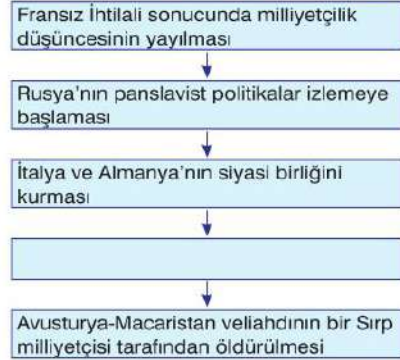 Fransız İhtilali sonucunda milliyetçilik
düşüncesinin yayılması
Rusya'nın panslavist politikalar izlemeye
başlaması
İtalya ve Almanya'nın siyasi birliğini
kurması
Avusturya-Macaristan veliahdının bir Sırp
milliyetçisi tarafından öldürülmesi